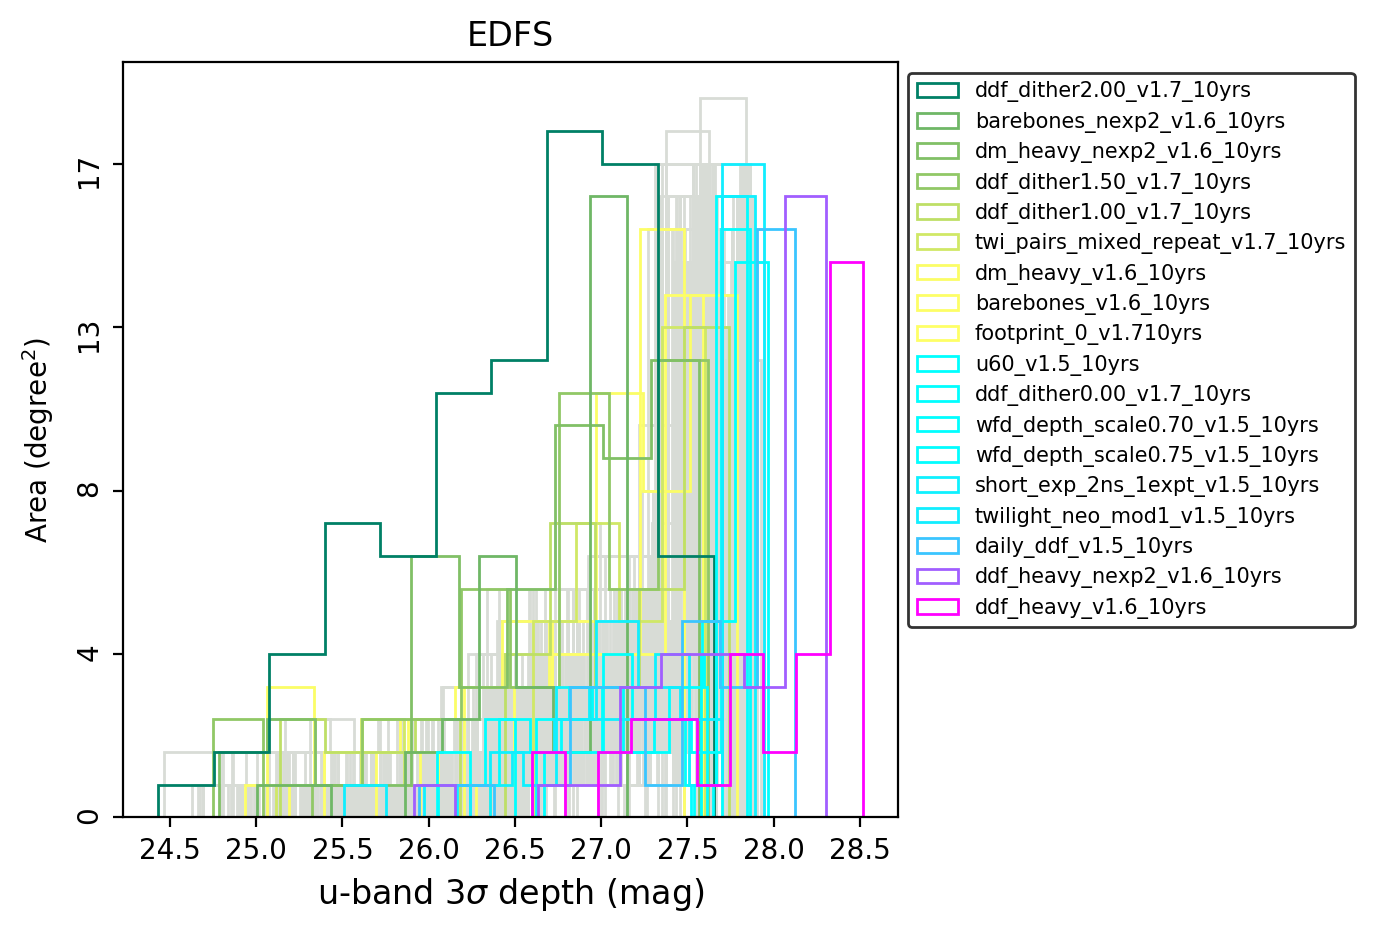 EDFS
Area (degree²)
17
13
8
4
0
24.5 25.0 25.5 26.0 26.5 27.0 27.5 28.0 28.5
u-band 3σ depth (mag)
ddf_dither2.00_v1.7_10yrs
barebones_nexp2_v1.6_10yrs
dm_heavy_nexp2_v1.6_10yrs
ddf_dither1.50_v1.7_10yrs
ddf_dither1.00_v1.7_10yrs
twi_pairs_mixed_repeat_v1.7_10yrs
dm_heavy_v1.6_10yrs
barebones_v1.6_10yrs
footprint_0_v1.710yrs
u60_v1.5_10yrs
ddf_dither0.00_v1.7_10yrs
wfd_depth_scale0.70_v1.5_10yrs
wfd_depth_scale0.75_v1.5_10yrs
short_exp_2ns_1expt_v1.5_10yrs
twilight_neo_mod1_v1.5_10yrs
daily_ddf_v1.5_10yrs
ddf_heavy_nexp2_v1.6_10yrs
ddf_heavy_v1.6_10yrs